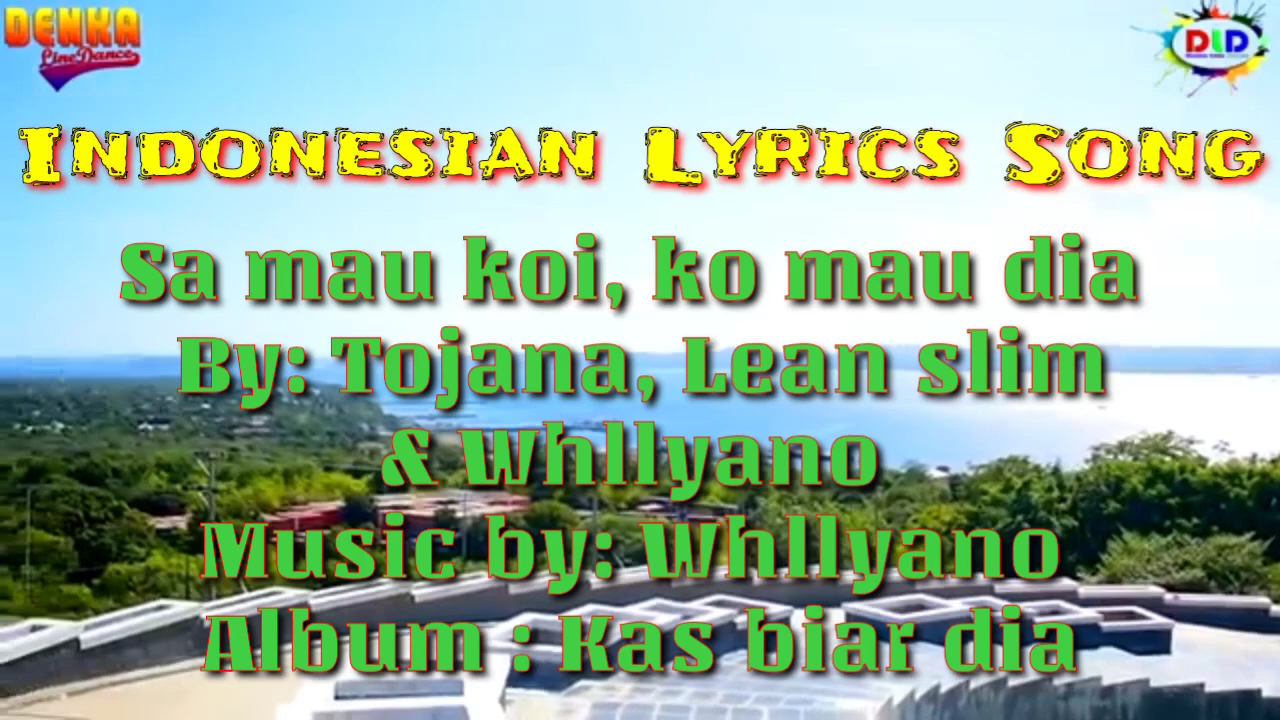 DENKA
Line Dance
DLD
Indonesian Lyrics Song
Sa mau koi, ko mau dia
By: Tojana, Lean slim
& Whllyano
Music by: Whllyano
Album : Kas biar dia